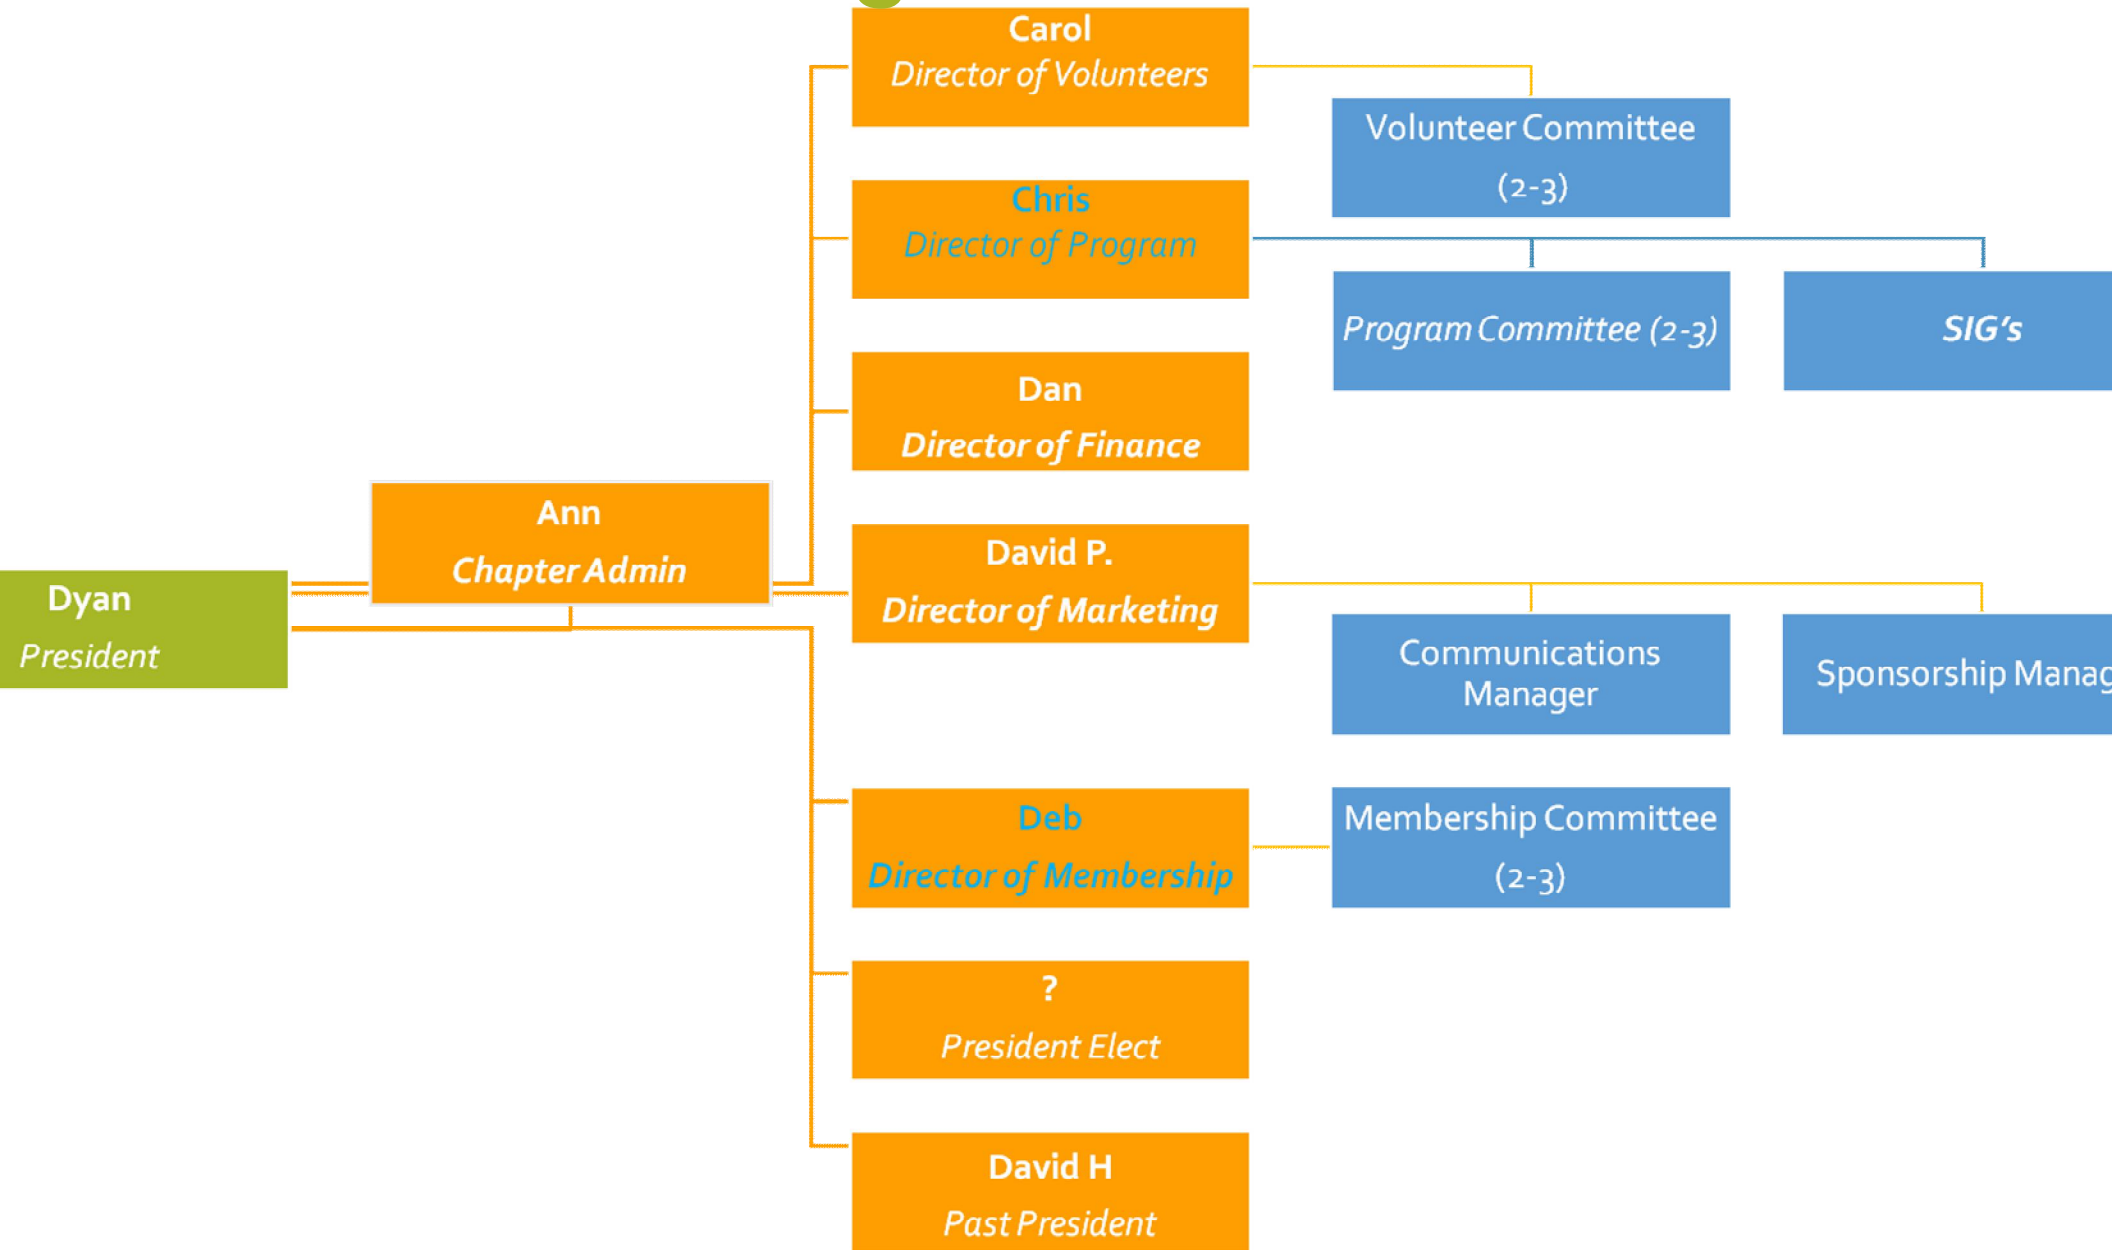 Carol
Director of Volunteers
Volunteer Committee
(2-3)
Chris
Director of Program
Program Committee (2-3)
SIG's
Dan
Director of Finance
Ann
Chapter Admin
Dyan
President
David P.
Director of Marketing
Communications
Manager
Sponsorship Manag
Deb
Director of Membership
Membership Committee
(2-3)
?
President Elect
David H
Past President